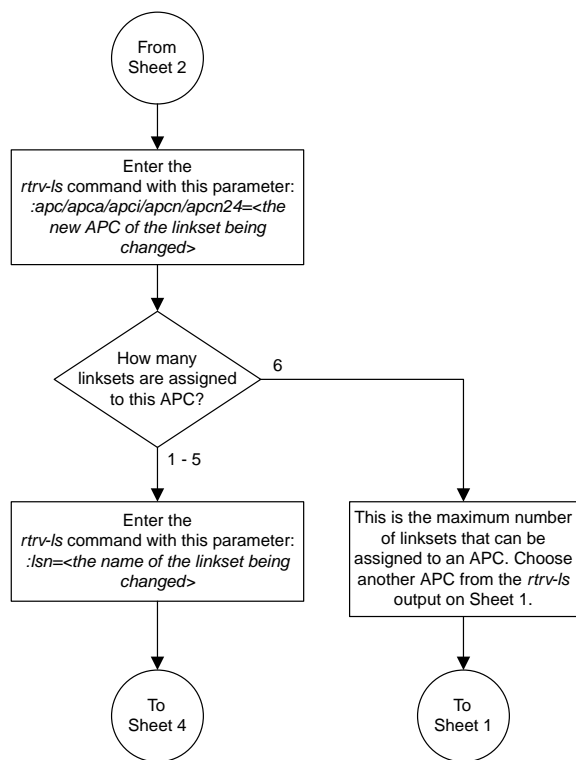 From
Sheet 2
Enter the
rtrv-ls command with this parameter:
:apc/apca/apci/apcn/apcn24=<the
new APC of the linkset being
changed>
How many
linksets are assigned
to this APC?
6
1 - 5
Enter the
rtrv-ls command with this parameter:
:lsn=<the name of the linkset being
changed>
This is the maximum number
of linksets that can be
assigned to an APC. Choose
another APC from the rtrv-ls
output on Sheet 1.
To
Sheet 4
To
Sheet 1